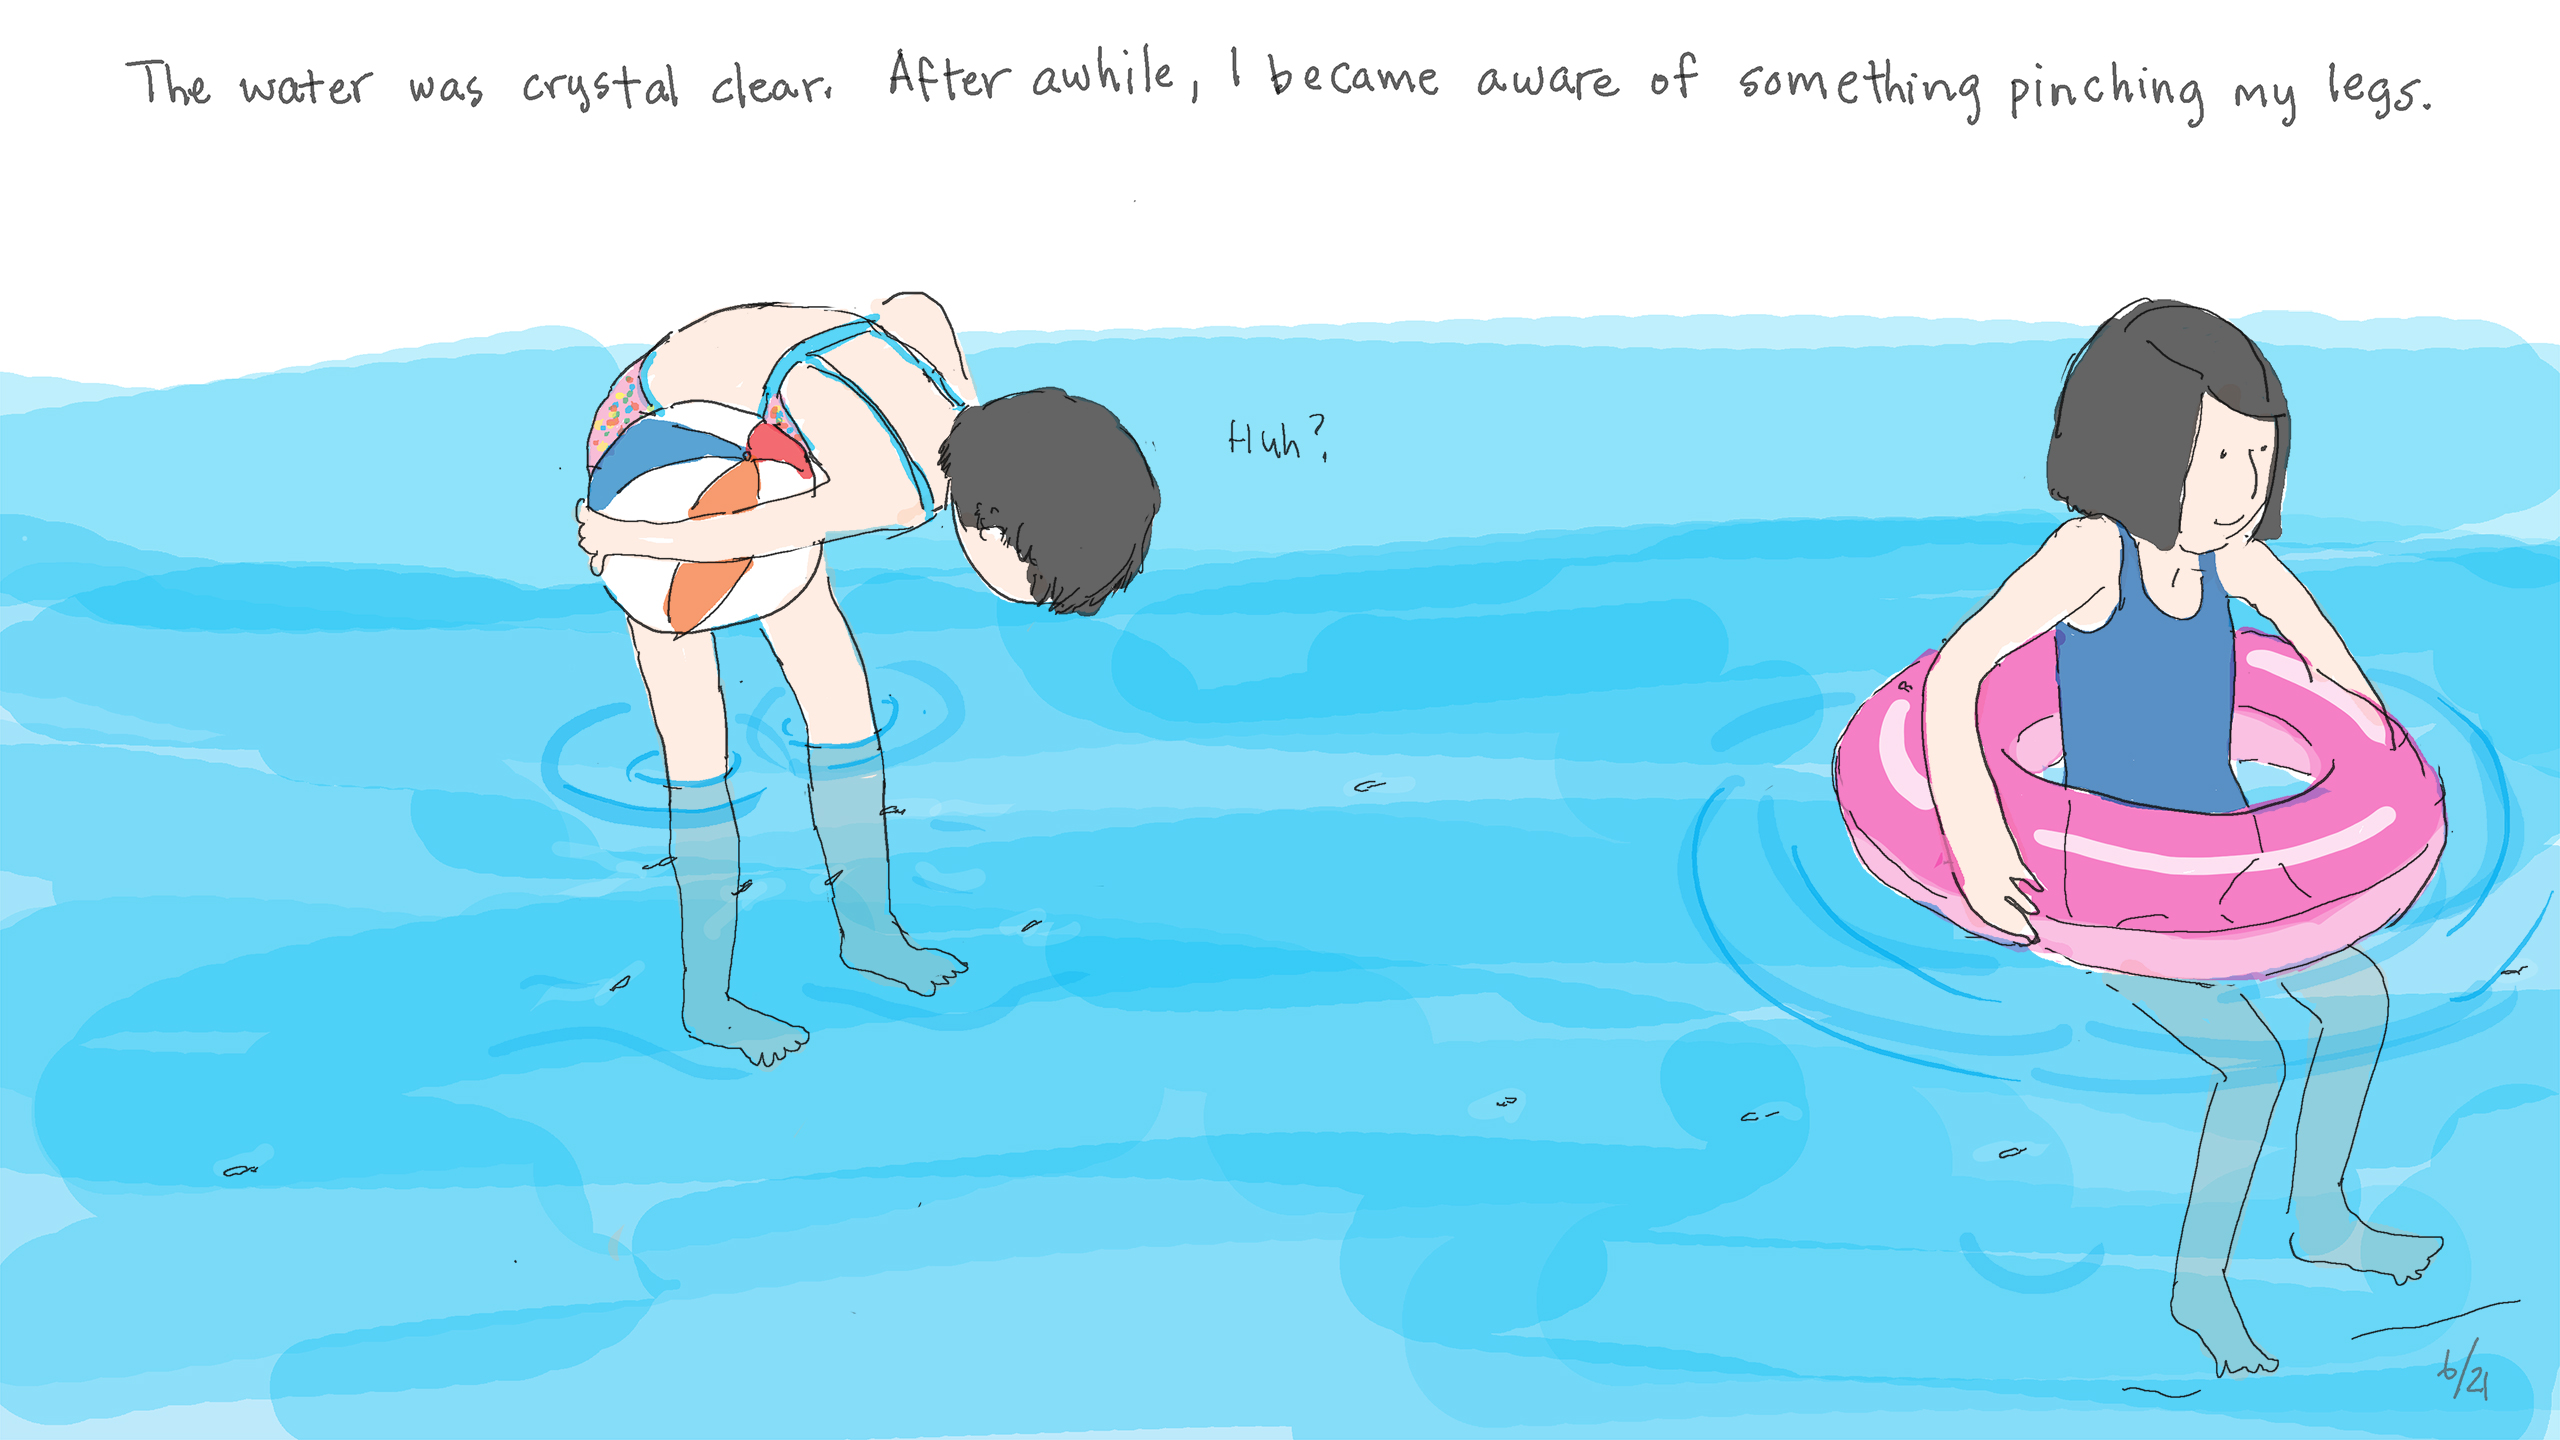 The water was crystal clear. After awhile, I became aware of something pinching my legs.
Huh?
6/21